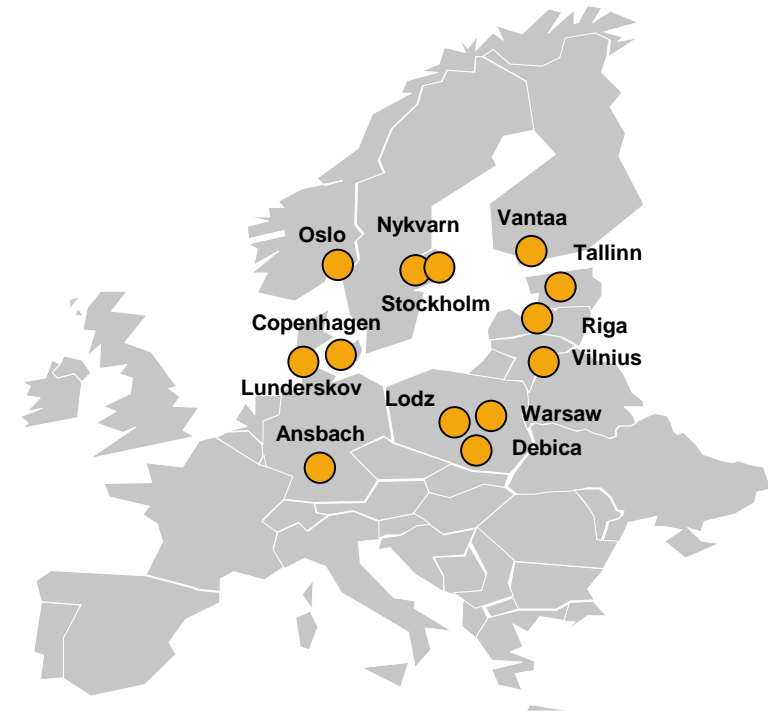 Vantaa
Nykvarn
Oslo
Tallinn
Stockholm
Copenhagen
Riga
Vilnius
Lunderskov
Lodz
Warsaw
Ansbach
Debica